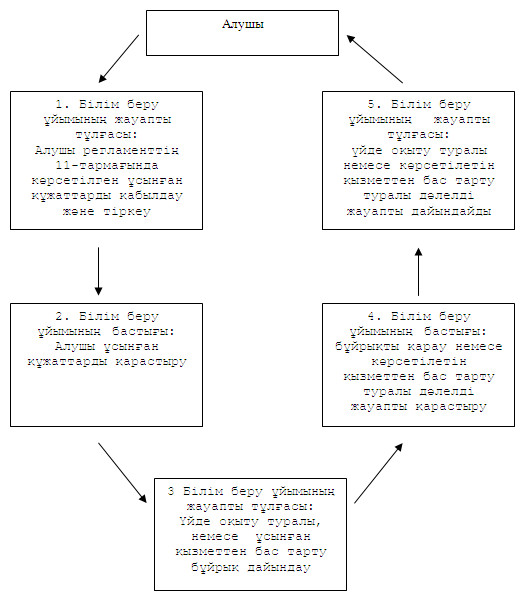 Алушы
1. Білім беру
ұйымының жауапты
тұлғасы:
Алушы регламенттің
11-тармағында
көрсетілген ұсынған
құжаттарды қабылдау
және тіркеу
2. Білім беру
ұйымының бастығы:
Алушы ұсынған
құжаттарды карастыру
3 Білім беру ұйымының
жауапты тұлғасы:
Үйде оқыту туралы,
немесе ұсынған
қызметтен бас тарту
бұйрық дайындау
4. Білім беру
ұйымының бастығы:
бұйрықты қарау немесе
көрсетілетін
қызметтен бас тарту
туралы дәлелді
жауапты қарастыру
5. Білім беру
ұйымының жауапты
тұлғасы:
үйде оқыту туралы
немесе көрсетілетін
қызметтен бас тарту
туралы дәлелді
жауапты дайындайды